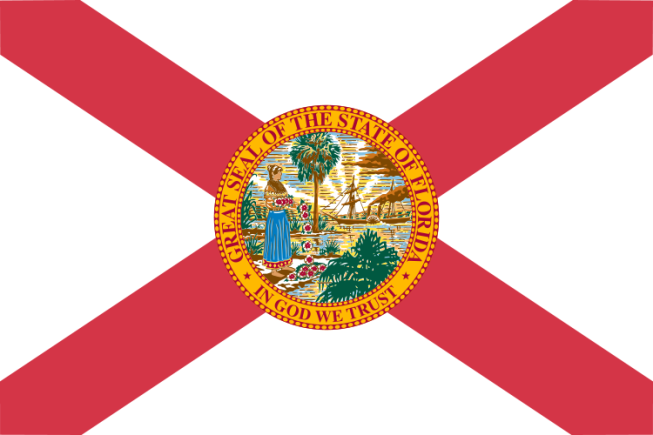 GREAT SEAL OF THE STATE OF FLORIDA
IN GOD WE TRUST